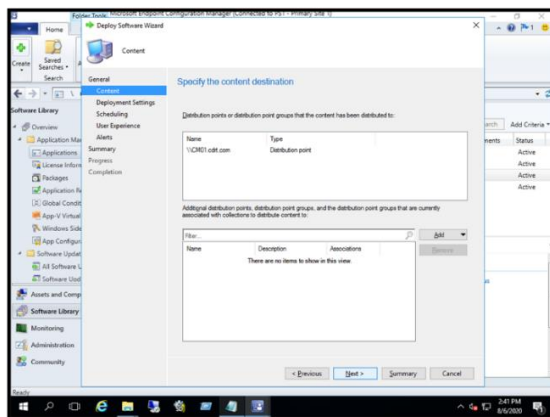 Folder Tools Microsoft Endpoint Configuration Manager (Connected to PS1 - Primary Site 1)
Home
Create
Saved Searches
Search
Software Library
Overview
Application Man
Applications
License Inform
Packages
Application Re
Global Condit
App-V Virtual
Windows Side
App Configur
Software Updat
All Software U
Software Upd
Assets and Comp
Software Library
Monitoring
Administration
Community
Ready
Deploy Software Wizard
Content
General
Content
Deployment Settings
Scheduling
User Experience
Alerts
Summary
Progress
Completion
Specify the content destination
Distribution points or distribution point groups that the content has been distributed to:
Name Type
\\CM01.cdrt.com Distribution point
Additional distribution points, distribution point groups, and the distribution point groups that are currently associated with collections to distribute content to:
Filter...
Add
Remove
Name Description Associations
There are no items to show in this view.
< Previous
Next >
Summary
Cancel
arch Add Criteria
ments Status
Active
Active
Active
Active
2:41 PM
8/6/2020